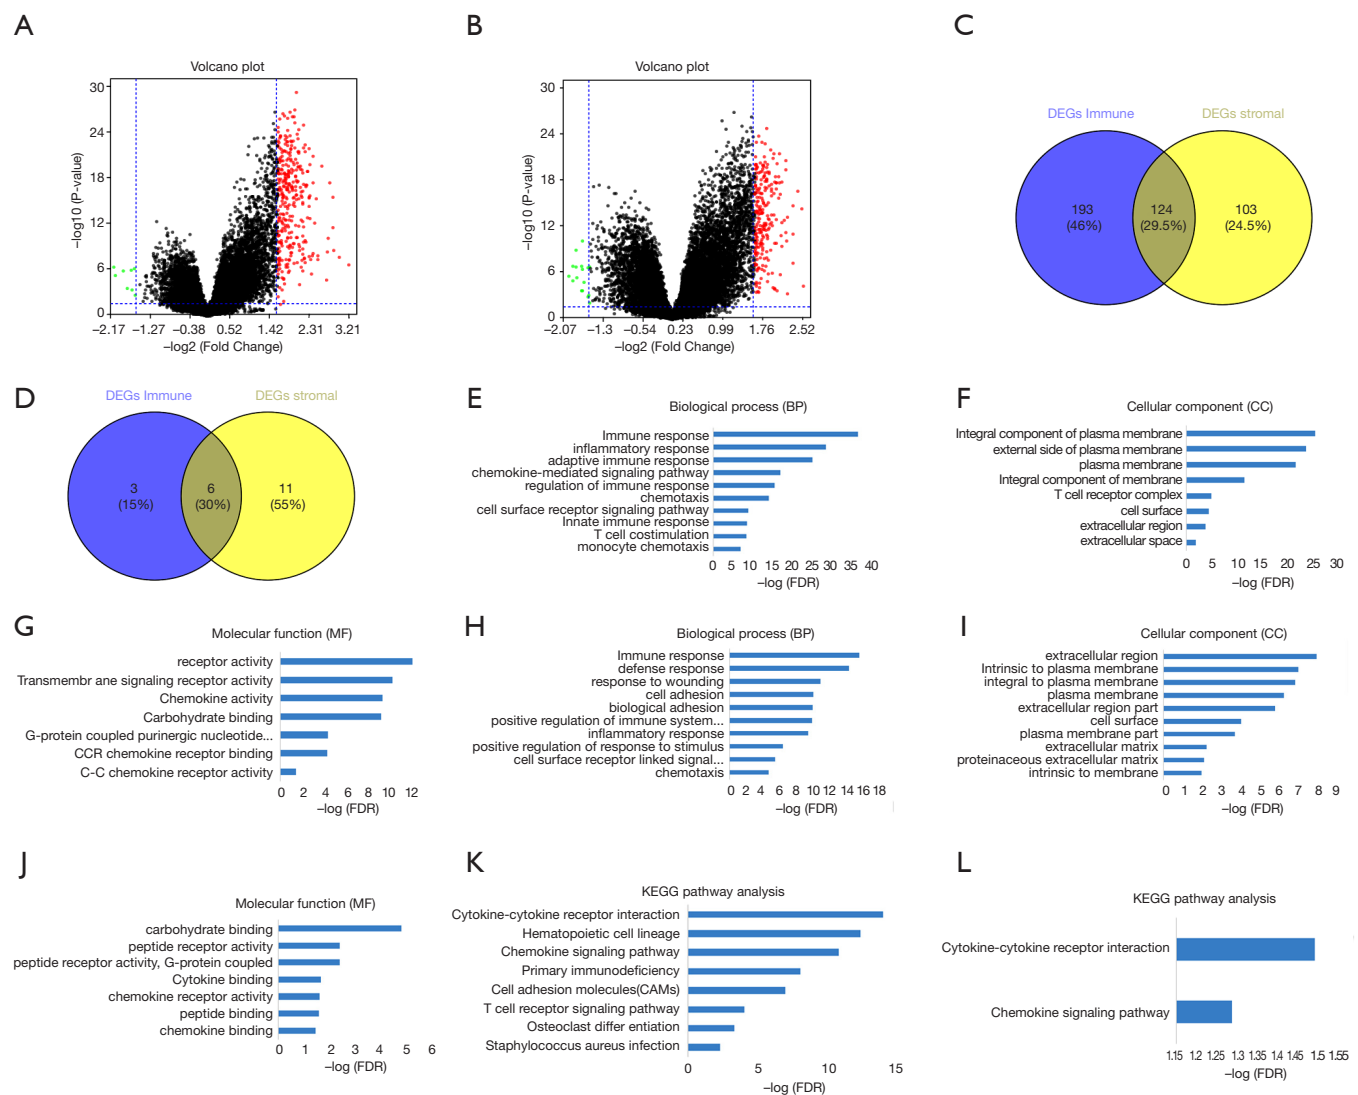 A
Volcano plot
30
24
18
12
6
0
−log10 (P-value)
−2.17 −1.27 −0.38 0.52 1.42 2.31 3.21
−log2 (Fold Change)
B
Volcano plot
30
24
18
12
6
0
−log10 (P-value)
−2.07 −1.3 −0.54 0.23 0.99 1.76 2.52
−log2 (Fold Change)
C
DEGs Immune DEGs stromal
193 124 103
(46%) (29.5%) (24.5%)
D
DEGs Immune DEGs stromal
3 6 11
(15%) (30%) (55%)
E
Biological process (BP)
Immune response
inflammatory response
adaptive immune response
chemokine-mediated signaling pathway
regulation of immune response
chemotaxis
cell surface receptor signaling pathway
Innate immune response
T cell costimulation
monocyte chemotaxis
0 5 10 15 20 25 30 35 40
−log (FDR)
F
Cellular component (CC)
Integral component of plasma membrane
external side of plasma membrane
plasma membrane
Integral component of membrane
T cell receptor complex
cell surface
extracellular region
extracellular space
0 5 10 15 20 25 30
−log (FDR)
G
Molecular function (MF)
receptor activity
Transmembr ane signaling receptor activity
Chemokine activity
Carbohydrate binding
G-protein coupled purinergic nucleotide...
CCR chemokine receptor binding
C-C chemokine receptor activity
0 2 4 6 8 10 12
−log (FDR)
H
Biological process (BP)
Immune response
defense response
response to wounding
cell adhesion
biological adhesion
positive regulation of immune system...
inflammatory response
positive regulation of response to stimulus
cell surface receptor linked signal...
chemotaxis
0 2 4 6 8 10 12 14 16 18
−log (FDR)
I
Cellular component (CC)
extracellular region
Intrinsic to plasma membrane
integral to plasma membrane
plasma membrane
extracellular region part
cell surface
plasma membrane part
extracellular matrix
proteinaceous extracellular matrix
intrinsic to membrane
0 1 2 3 4 5 6 7 8 9
−log (FDR)
J
Molecular function (MF)
carbohydrate binding
peptide receptor activity
peptide receptor activity, G-protein coupled
Cytokine binding
chemokine receptor activity
peptide binding
chemokine binding
0 1 2 3 4 5 6
−log (FDR)
K
KEGG pathway analysis
Cytokine-cytokine receptor interaction
Hematopoietic cell lineage
Chemokine signaling pathway
Primary immunodeficiency
Cell adhesion molecules(CAMs)
T cell receptor signaling pathway
Osteoclast differ entiation
Staphylococcus aureus infection
0 5 10 15
−log (FDR)
L
KEGG pathway analysis
Cytokine-cytokine receptor interaction
Chemokine signaling pathway
1.15 1.2 1.25 1.3 1.35 1.4 1.45 1.5 1.55
−log (FDR)